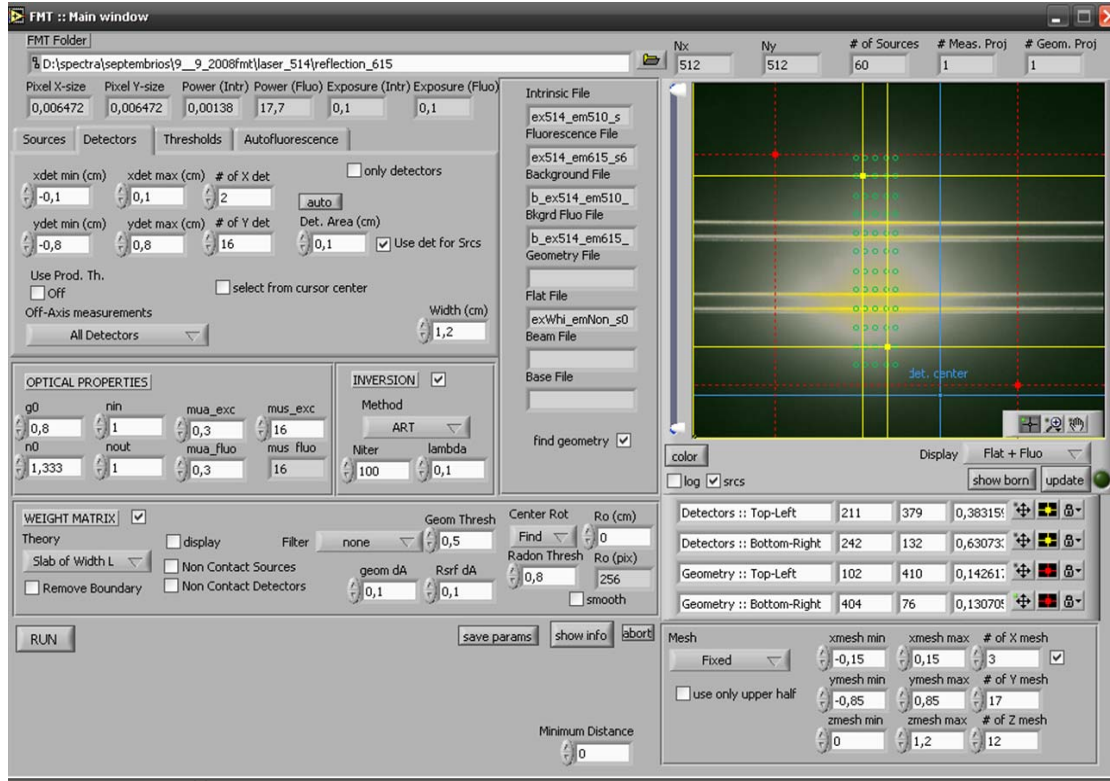 FMT :: Main window
FMT Folder
D:\spectra\septembrios\9__9_2008fmt\laser_514\reflection_615
Nx Ny # of Sources # Meas. Proj # Geom. Proj
512 512 60 1 1
Pixel X-size Pixel Y-size Power (Intr) Power (Fluo) Exposure (Intr) Exposure (Fluo)
0,006472 0,006472 0,00138 17,7 0,1 0,1
Sources Detectors Thresholds Autofluorescence
xdet min (cm) xdet max (cm) # of X det only detectors
-0,1 0,1 2 auto
ydet min (cm) ydet max (cm) # of Y det Det. Area (cm)
-0,8 0,8 16 0,1 Use det for Srcs
Use Prod. Th.
Off select from cursor center
Off-Axis measurements Width (cm)
All Detectors 1,2
Intrinsic File
ex514_em510_s
Fluorescence File
ex514_em615_s6
Background File
b_ex514_em510_
Bkgrd Fluo File
b_ex514_em615_
Geometry File
Flat File
exWhi_emNon_s0
Beam File
Base File
find geometry
det. center
OPTICAL PROPERTIES
g0 nin mua_exc mus_exc
0,8 1 0,3 16
n0 nout mua_fluo mus fluo
1,333 1 0,3 16
INVERSION
Method
ART
Niter lambda
100 0,1
color Display Flat + Fluo
log srcs show born update
Detectors :: Top-Left 211 379 0,38315
Detectors :: Bottom-Right 242 132 0,63073
Geometry :: Top-Left 102 410 0,14261
Geometry :: Bottom-Right 404 76 0,13070
WEIGHT MATRIX
Theory
Slab of Width L
Remove Boundary
display
Non Contact Sources
Non Contact Detectors
Filter none
Geom Thresh
0,5
geom dA Rsrf dA
0,1 0,1
Center Rot Ro (cm)
Find 0
Radon Thresh Ro (pix)
0,8 256
smooth
RUN save params show info abort
Minimum Distance
0
Mesh xmesh min xmesh max # of X mesh
Fixed -0,15 0,15 3
use only upper half
ymesh min ymesh max # of Y mesh
-0,85 0,85 17
zmesh min zmesh max # of Z mesh
0 1,2 12